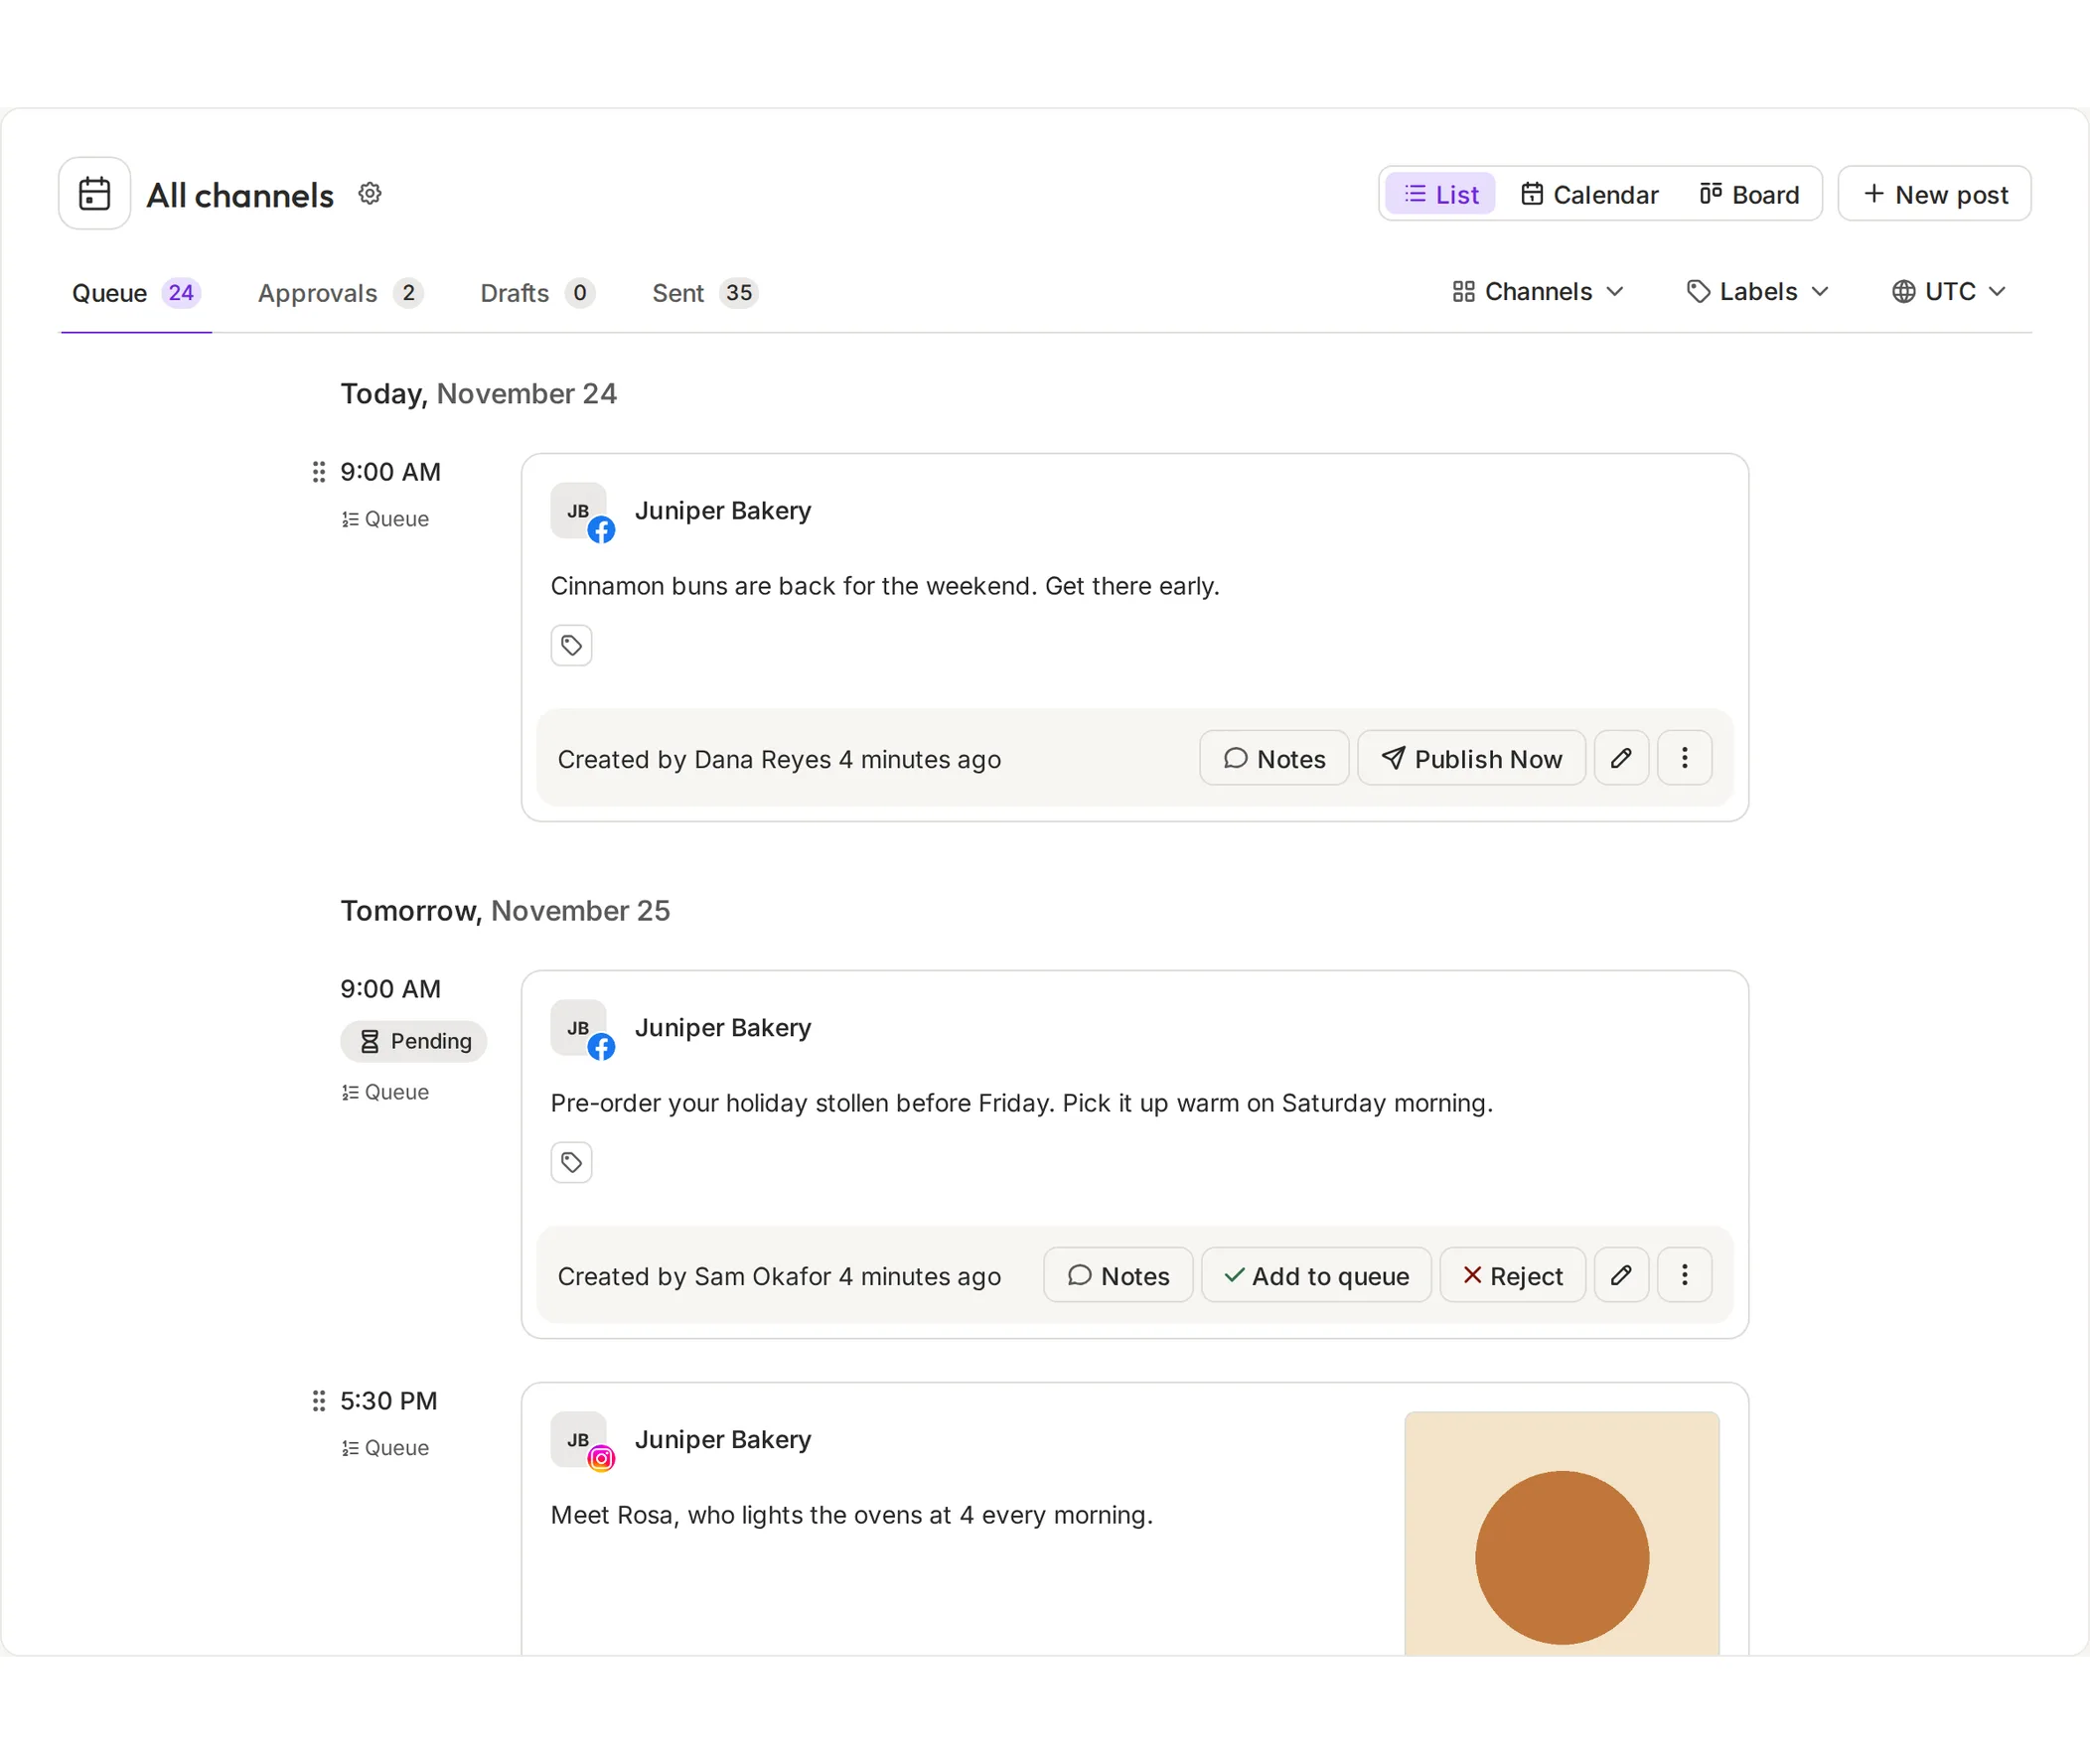 All channels
List
Calendar
Board
New post
Queue 24
Approvals 2
Drafts 0
Sent 35
Channels
Labels
UTC
Today, November 24
9:00 AM
Queue
JB
Juniper Bakery
Cinnamon buns are back for the weekend. Get there early.
Created by Dana Reyes 4 minutes ago
Notes
Publish Now
Tomorrow, November 25
9:00 AM
Pending
Queue
JB
Juniper Bakery
Pre-order your holiday stollen before Friday. Pick it up warm on Saturday morning.
Created by Sam Okafor 4 minutes ago
Notes
Add to queue
Reject
5:30 PM
Queue
JB
Juniper Bakery
Meet Rosa, who lights the ovens at 4 every morning.